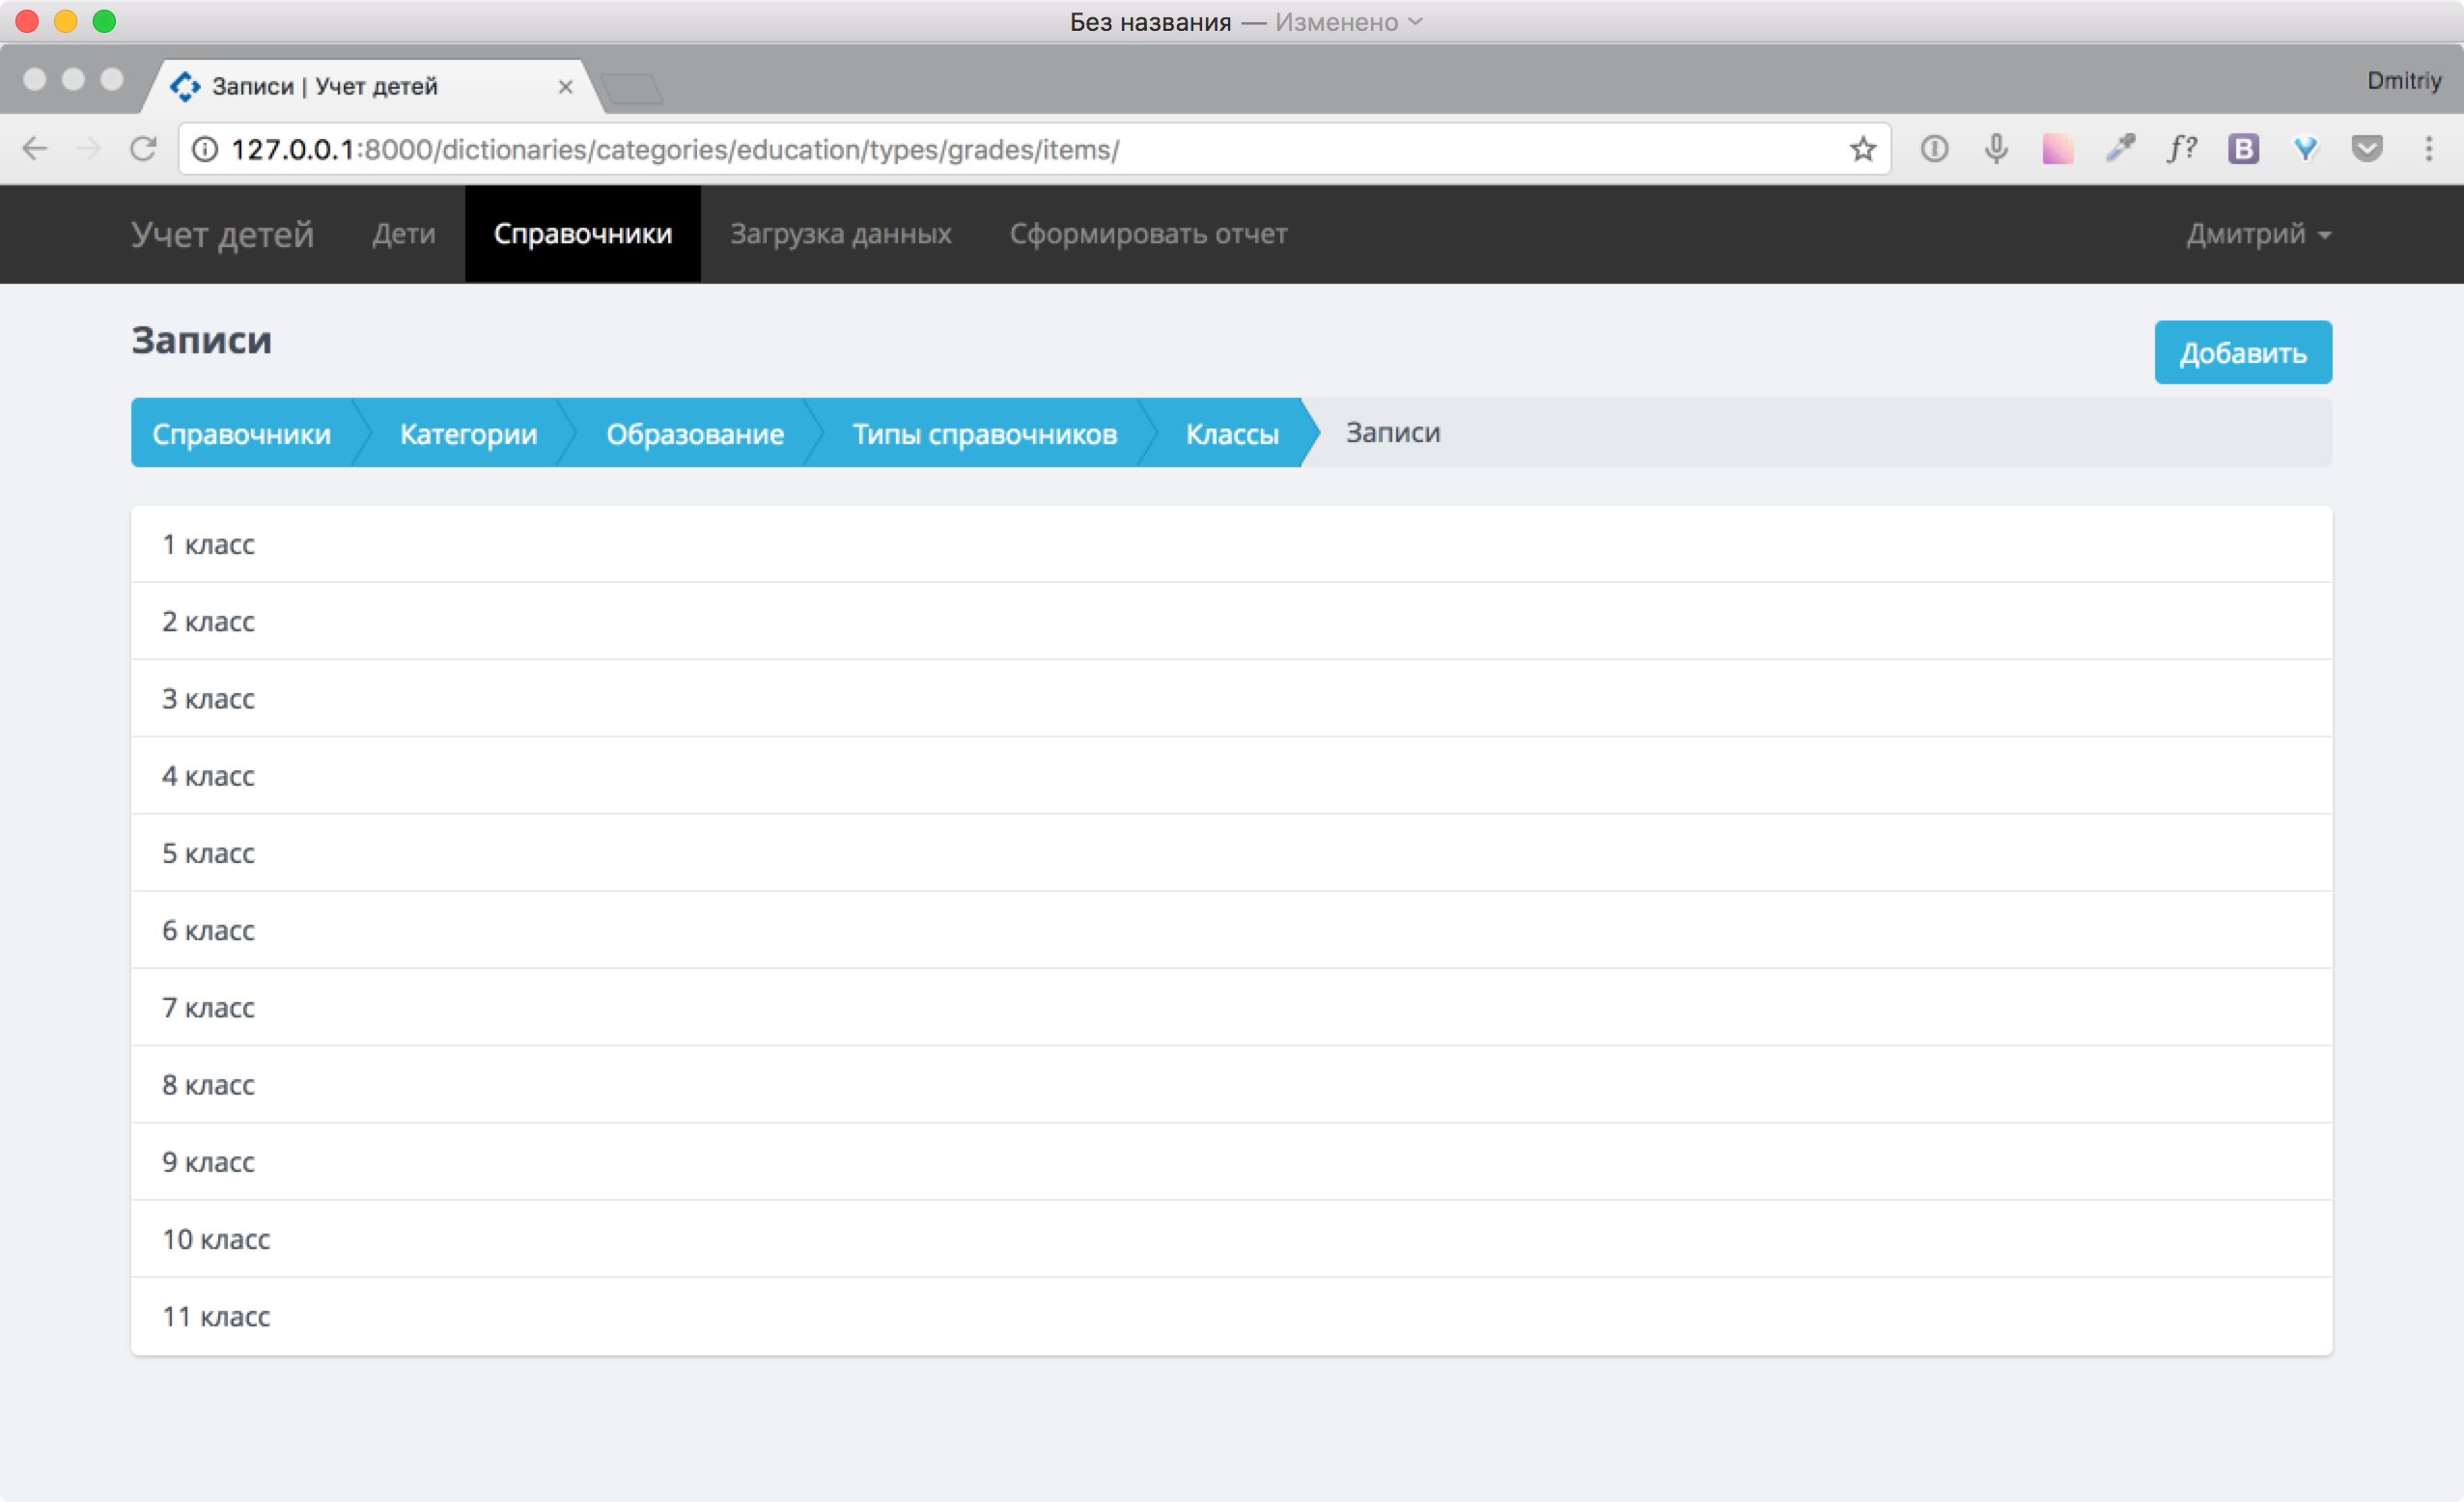 Без названия — Изменено
Записи | Учет детей
Dmitriy
127.0.0.1:8000/dictionaries/categories/education/types/grades/items/
f?
B
Учет детей Дети Справочники Загрузка данных Сформировать отчет Дмитрий
Записи
Добавить
Справочники Категории Образование Типы справочников Классы Записи
1 класс
2 класс
3 класс
4 класс
5 класс
6 класс
7 класс
8 класс
9 класс
10 класс
11 класс